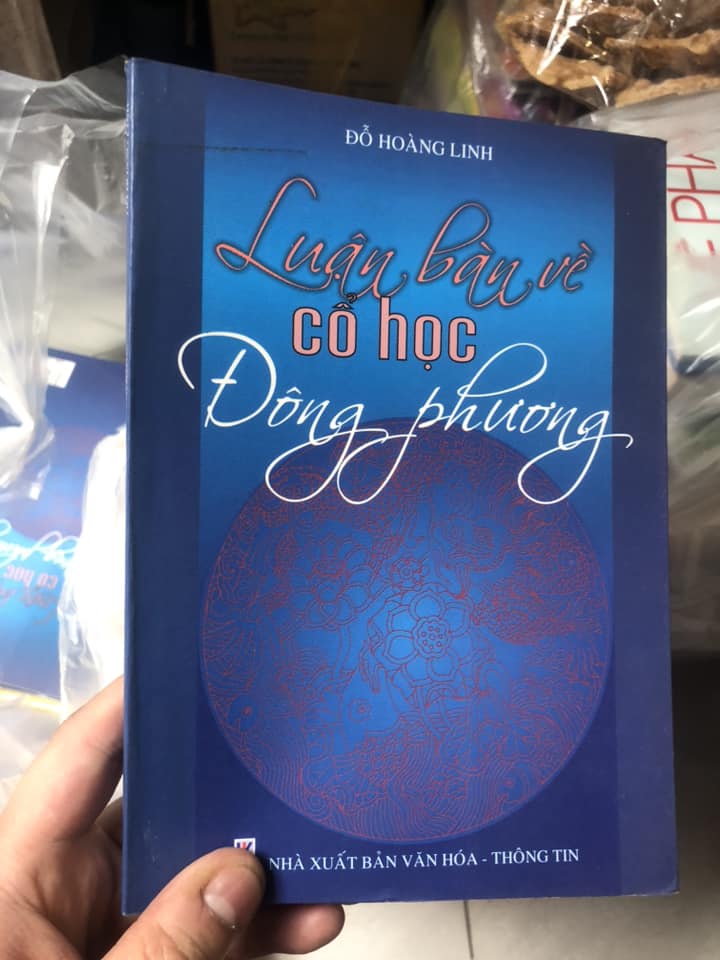 ĐỖ HOÀNG LINH
Luận bàn về
cổ học
Đông phương
NHÀ XUẤT BẢN VĂN HÓA - THÔNG TIN